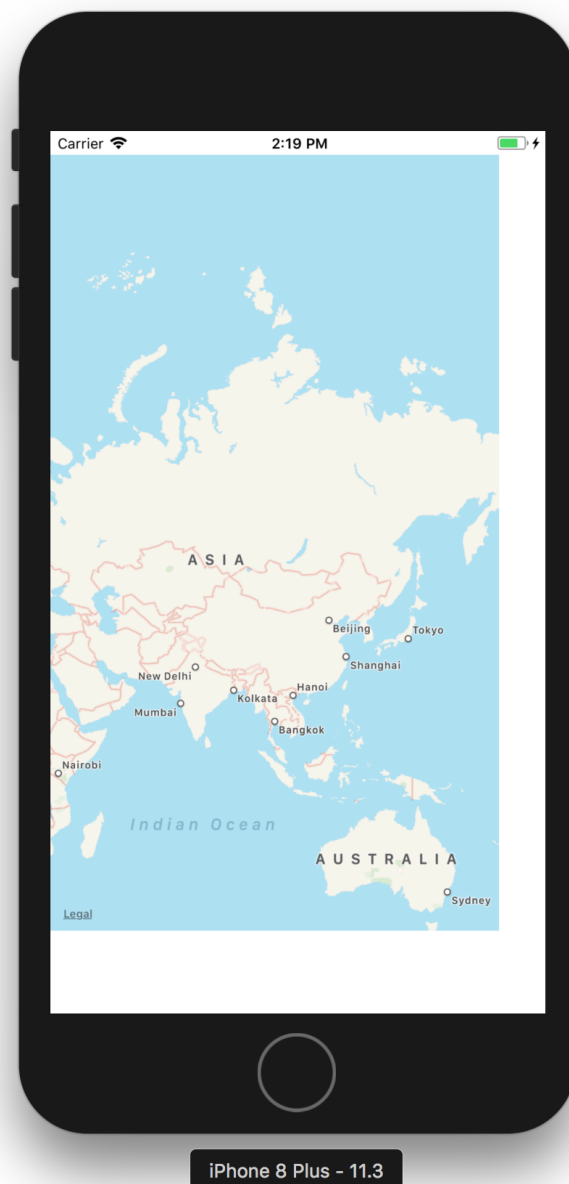 Carrier 2:19 PM
ASIA
Beijing
Tokyo
Shanghai
New Delhi
Hanoi
Kolkata
Mumbai
Bangkok
Nairobi
Indian Ocean
AUSTRALIA
Sydney
Legal
iPhone 8 Plus - 11.3